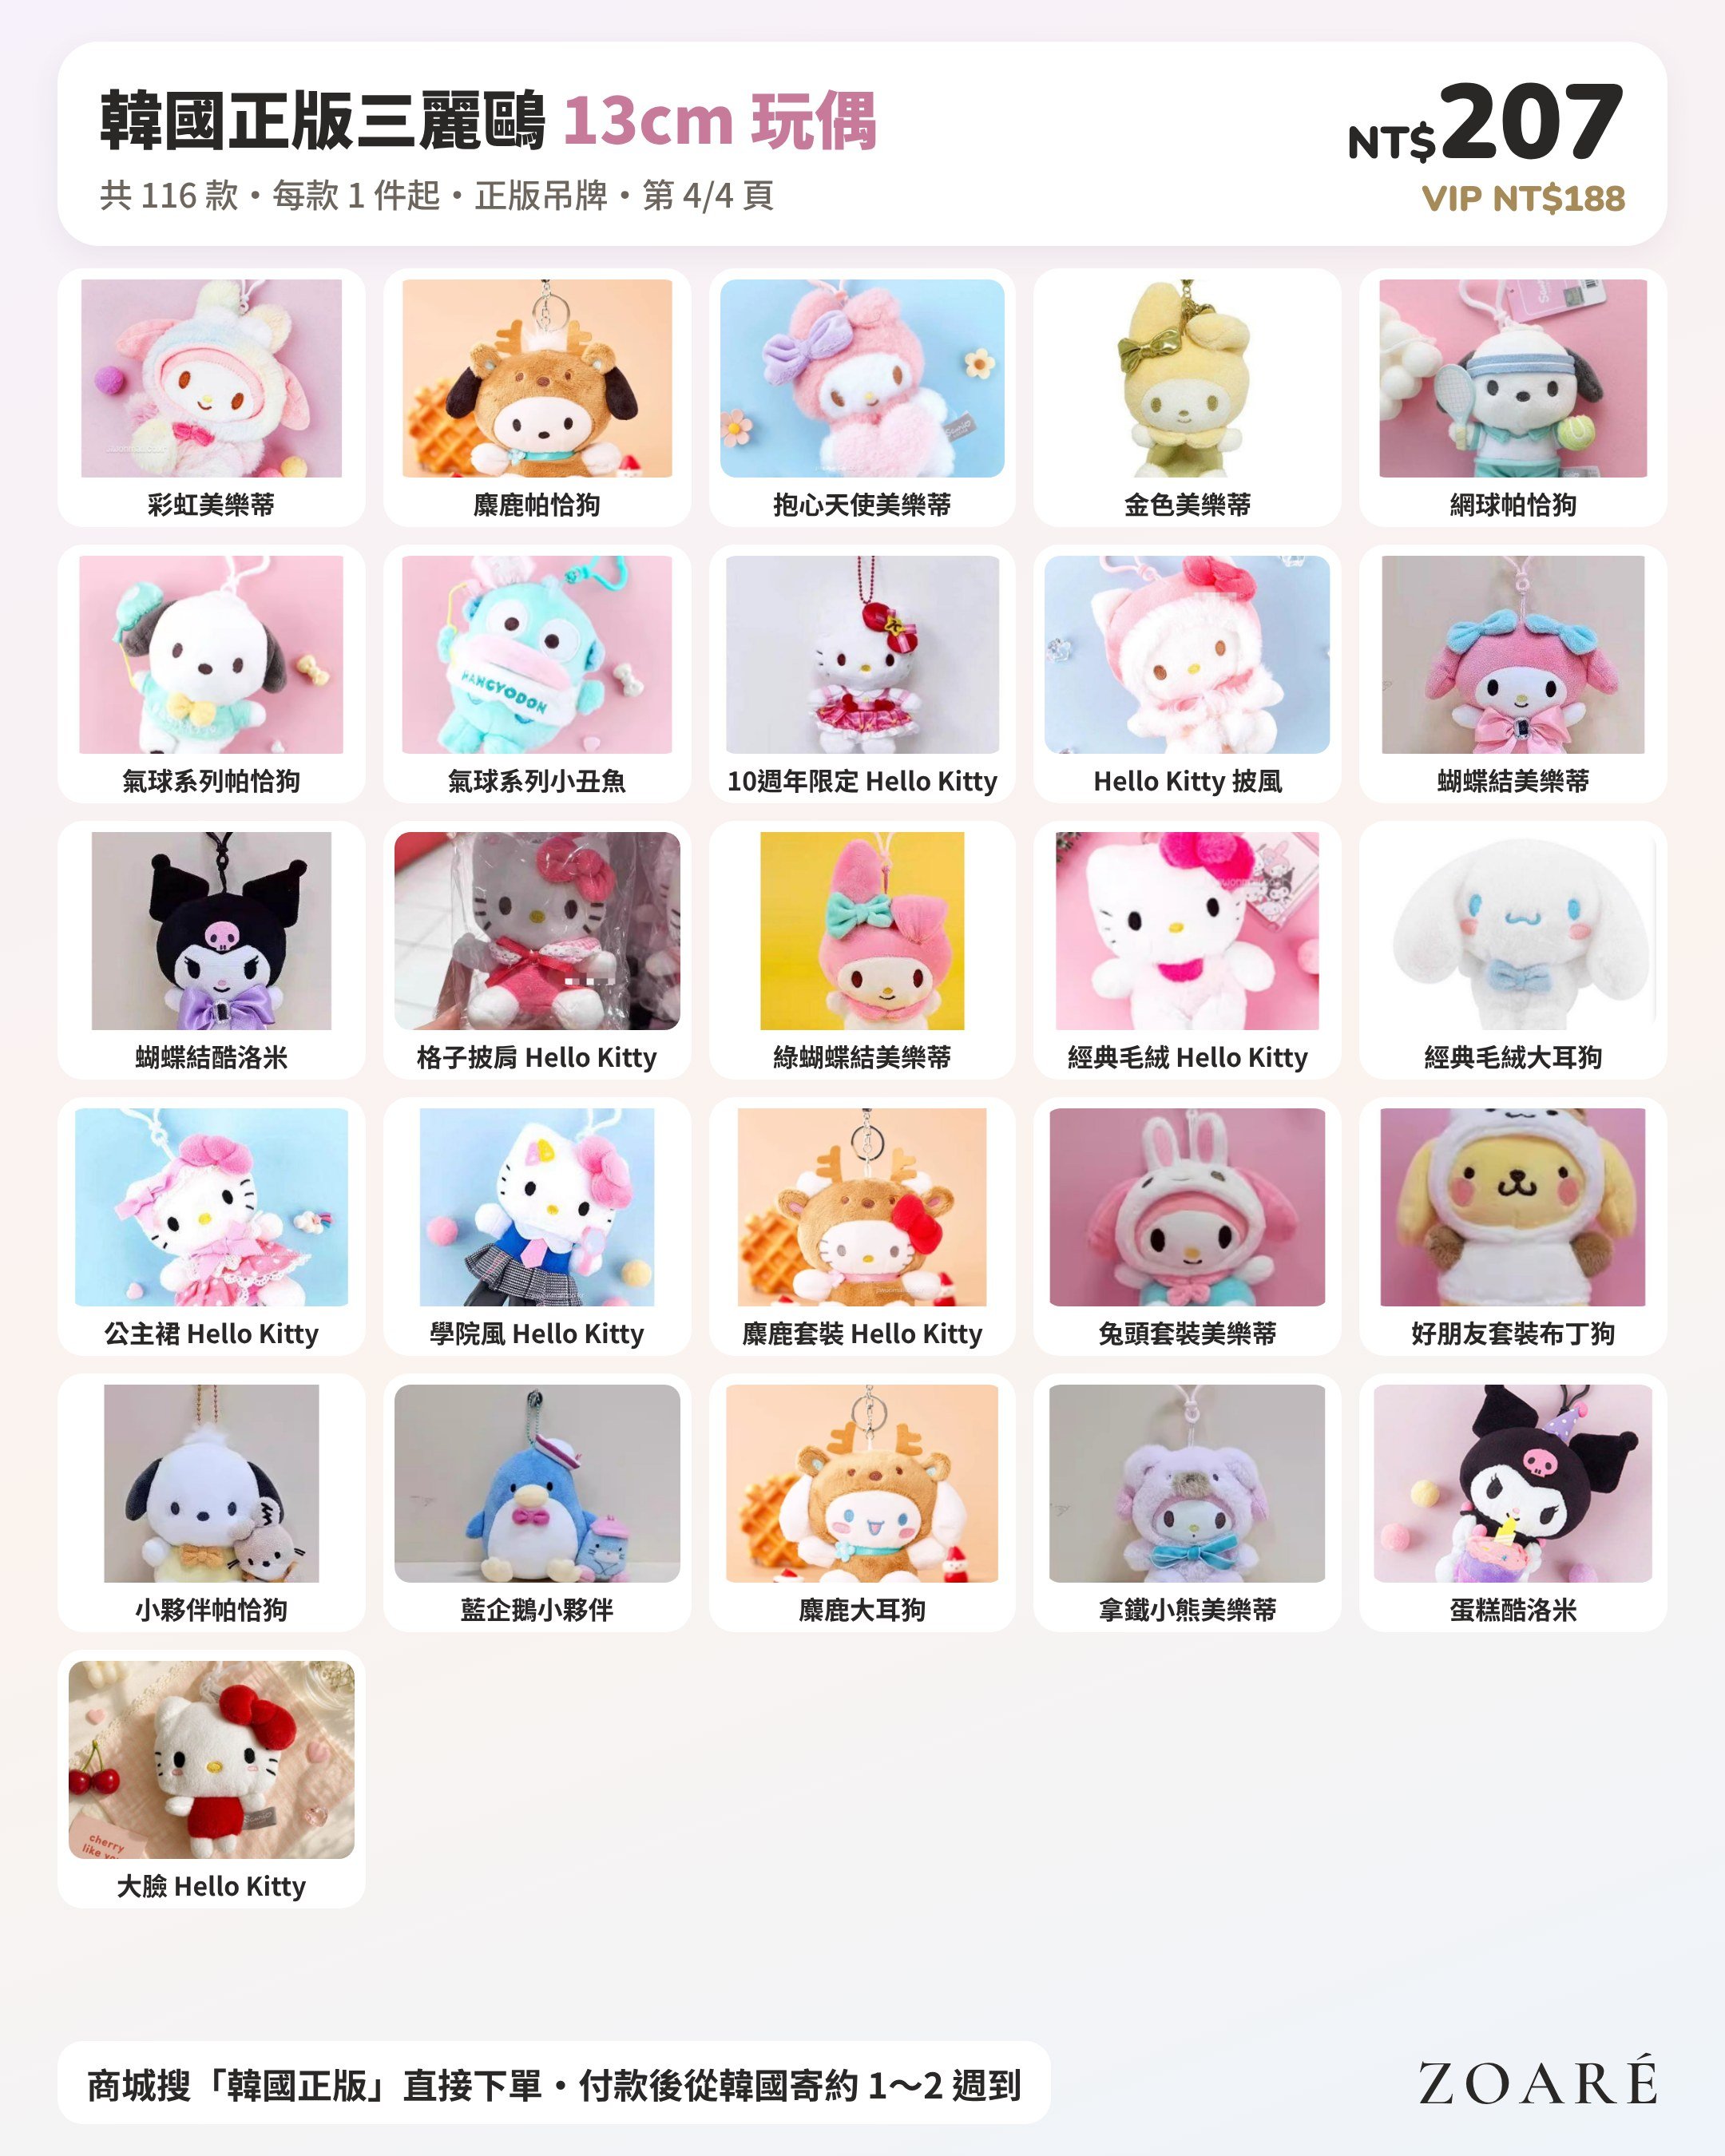 韓國正版三麗鷗 13cm 玩偶
NT$207
共 116 款・每款 1 件起・正版吊牌・第 4/4 頁
VIP NT$188
彩虹美樂蒂
麋鹿帕恰狗
抱心天使美樂蒂
金色美樂蒂
網球帕恰狗
HANGYODON
氣球系列帕恰狗
氣球系列小丑魚
10週年限定 Hello Kitty
Hello Kitty 披風
蝴蝶結美樂蒂
蝴蝶結酷洛米
格子披肩 Hello Kitty
綠蝴蝶結美樂蒂
經典毛絨 Hello Kitty
經典毛絨大耳狗
公主裙 Hello Kitty
學院風 Hello Kitty
麋鹿套裝 Hello Kitty
兔頭套裝美樂蒂
好朋友套裝布丁狗
小夥伴帕恰狗
藍企鵝小夥伴
麋鹿大耳狗
拿鐵小熊美樂蒂
蛋糕酷洛米
Sanrio
cherry
like
大臉 Hello Kitty
商城搜「韓國正版」直接下單・付款後從韓國寄約 1～2 週到
ZOARÉ